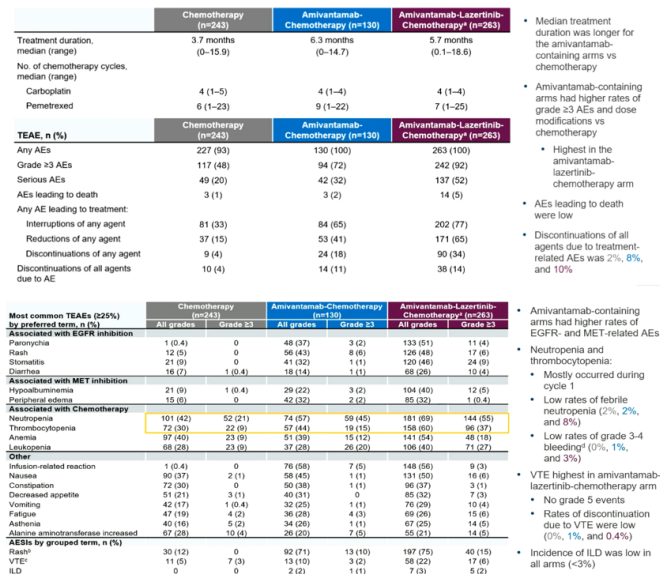 Chemotherapy (n=243) Amivantamab-Chemotherapy (n=130) Amivantamab-Lazertinib-Chemotherapyᵃ (n=263)
Treatment duration, median (range) 3.7 months (0–15.9) 6.3 months (0–14.7) 5.7 months (0.1–18.6)
No. of chemotherapy cycles, median (range)
Carboplatin 4 (1–5) 4 (1–4) 4 (1–4)
Pemetrexed 6 (1–23) 9 (1–22) 7 (1–25)
TEAE, n (%) Chemotherapy (n=243) Amivantamab-Chemotherapy (n=130) Amivantamab-Lazertinib-Chemotherapyᵃ (n=263)
Any AEs 227 (93) 130 (100) 263 (100)
Grade ≥3 AEs 117 (48) 94 (72) 242 (92)
Serious AEs 49 (20) 42 (32) 137 (52)
AEs leading to death 3 (1) 3 (2) 14 (5)
Any AE leading to treatment:
Interruptions of any agent 81 (33) 84 (65) 202 (77)
Reductions of any agent 37 (15) 53 (41) 171 (65)
Discontinuations of any agent 9 (4) 24 (18) 90 (34)
Discontinuations of all agents due to AE 10 (4) 14 (11) 38 (14)
• Median treatment
duration was longer for
the amivantamab-
containing arms vs
chemotherapy
• Amivantamab-containing
arms had higher rates of
grade ≥3 AEs and dose
modifications vs
chemotherapy
• Highest in the
amivantamab-
lazertinib-
chemotherapy arm
• AEs leading to death
were low
• Discontinuations of all
agents due to treatment-
related AEs was 2%, 8%,
and 10%
Most common TEAEs (≥25%) by preferred term, n (%) Chemotherapy (n=243) Amivantamab-Chemotherapy (n=130) Amivantamab-Lazertinib-Chemotherapyᵃ (n=263)
All grades Grade ≥3 All grades Grade ≥3 All grades Grade ≥3
Associated with EGFR inhibition
Paronychia 1 (0.4) 0 48 (37) 3 (2) 133 (51) 11 (4)
Rash 12 (5) 0 56 (43) 8 (6) 126 (48) 17 (6)
Stomatitis 21 (9) 0 41 (32) 1 (1) 120 (46) 24 (9)
Diarrhea 16 (7) 1 (0.4) 18 (14) 1 (1) 68 (26) 10 (4)
Associated with MET inhibition
Hypoalbuminemia 21 (9) 1 (0.4) 29 (22) 3 (2) 104 (40) 12 (5)
Peripheral edema 15 (6) 0 42 (32) 2 (2) 85 (32) 1 (0.4)
Associated with Chemotherapy
Neutropenia 101 (42) 52 (21) 74 (57) 59 (45) 181 (69) 144 (55)
Thrombocytopenia 72 (30) 22 (9) 57 (44) 19 (15) 158 (60) 96 (37)
Anemia 97 (40) 23 (9) 51 (39) 15 (12) 141 (54) 48 (18)
Leukopenia 68 (28) 23 (9) 37 (28) 26 (20) 106 (40) 71 (27)
Other
Infusion-related reaction 1 (0.4) 0 76 (58) 7 (5) 148 (56) 9 (3)
Nausea 90 (37) 2 (1) 58 (45) 1 (1) 131 (50) 16 (6)
Constipation 72 (30) 0 50 (38) 1 (1) 96 (37) 3 (1)
Decreased appetite 51 (21) 3 (1) 40 (31) 0 85 (32) 7 (3)
Vomiting 42 (17) 1 (0.4) 32 (25) 1 (1) 76 (29) 10 (4)
Fatigue 47 (19) 4 (2) 36 (28) 4 (3) 69 (26) 15 (6)
Asthenia 40 (16) 5 (2) 34 (26) 1 (1) 67 (25) 14 (5)
Alanine aminotransferase increased 67 (28) 10 (4) 26 (20) 7 (5) 55 (21) 14 (5)
AESIs by grouped term, n (%)
Rashᵇ 30 (12) 0 92 (71) 13 (10) 197 (75) 40 (15)
VTEᶜ 11 (5) 7 (3) 13 (10) 3 (2) 58 (22) 17 (6)
ILD 0 0 2 (2) 1 (1) 7 (3) 5 (2)
• Amivantamab-containing
arms had higher rates of
EGFR- and MET-related AEs
• Neutropenia and
thrombocytopenia:
• Mostly occurred during
cycle 1
• Low rates of febrile
neutropenia (2%, 2%,
and 8%)
• Low rates of grade 3-4
bleedingᵈ (0%, 1%,
and 3%)
• VTE highest in amivantamab-
lazertinib-chemotherapy arm
• No grade 5 events
• Rates of discontinuation
due to VTE were low
(0%, 1%, and 0.4%)
• Incidence of ILD was low in
all arms (<3%)